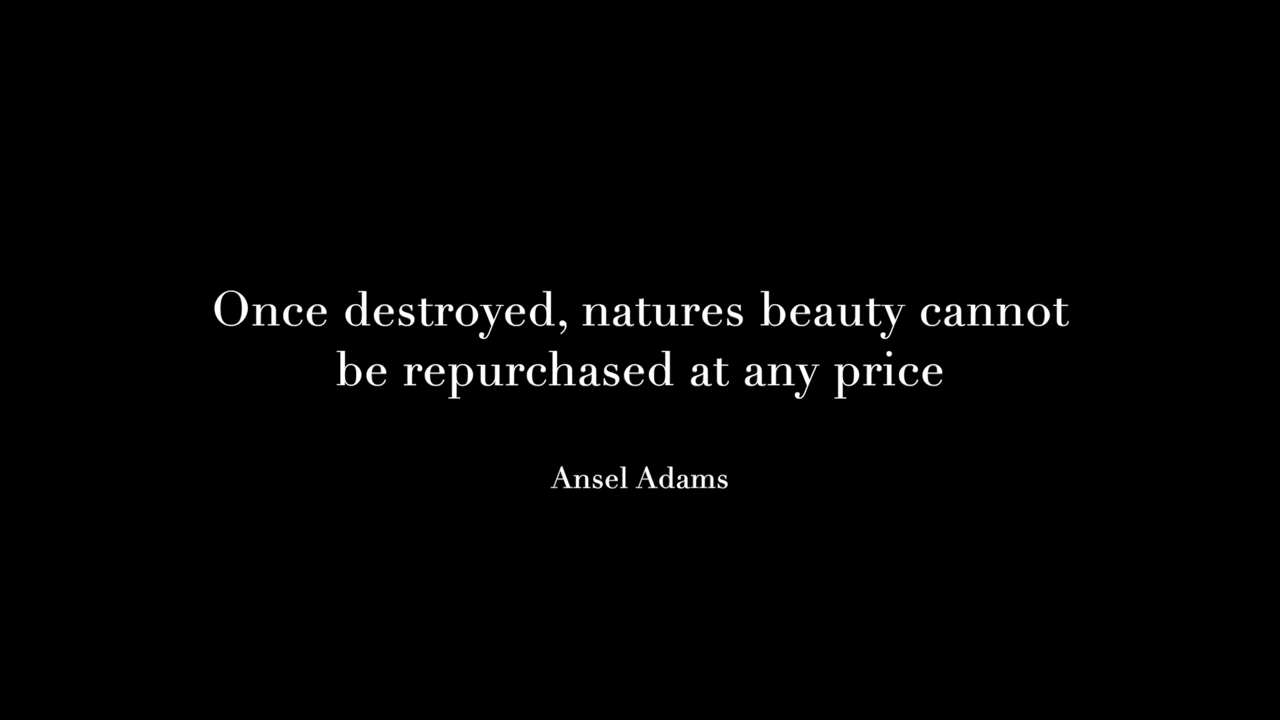 Once destroyed, natures beauty cannot
be repurchased at any price
Ansel Adams